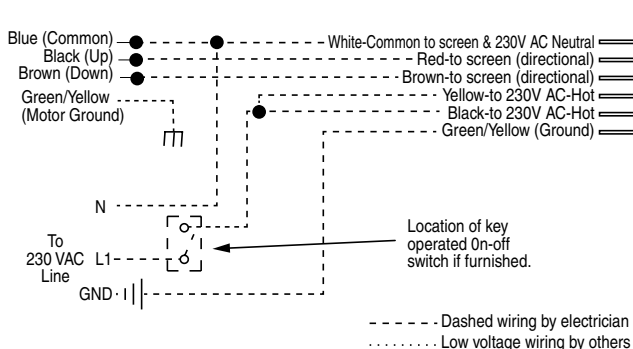 Blue (Common)
Black (Up)
Brown (Down)
Green/Yellow
(Motor Ground)
White-Common to screen & 230V AC Neutral
Red-to screen (directional)
Brown-to screen (directional)
Yellow-to 230V AC-Hot
Black-to 230V AC-Hot
Green/Yellow (Ground)
N
To
230 VAC
Line
L1
GND
Location of key
operated 0n-off
switch if furnished.
Dashed wiring by electrician
Low voltage wiring by others